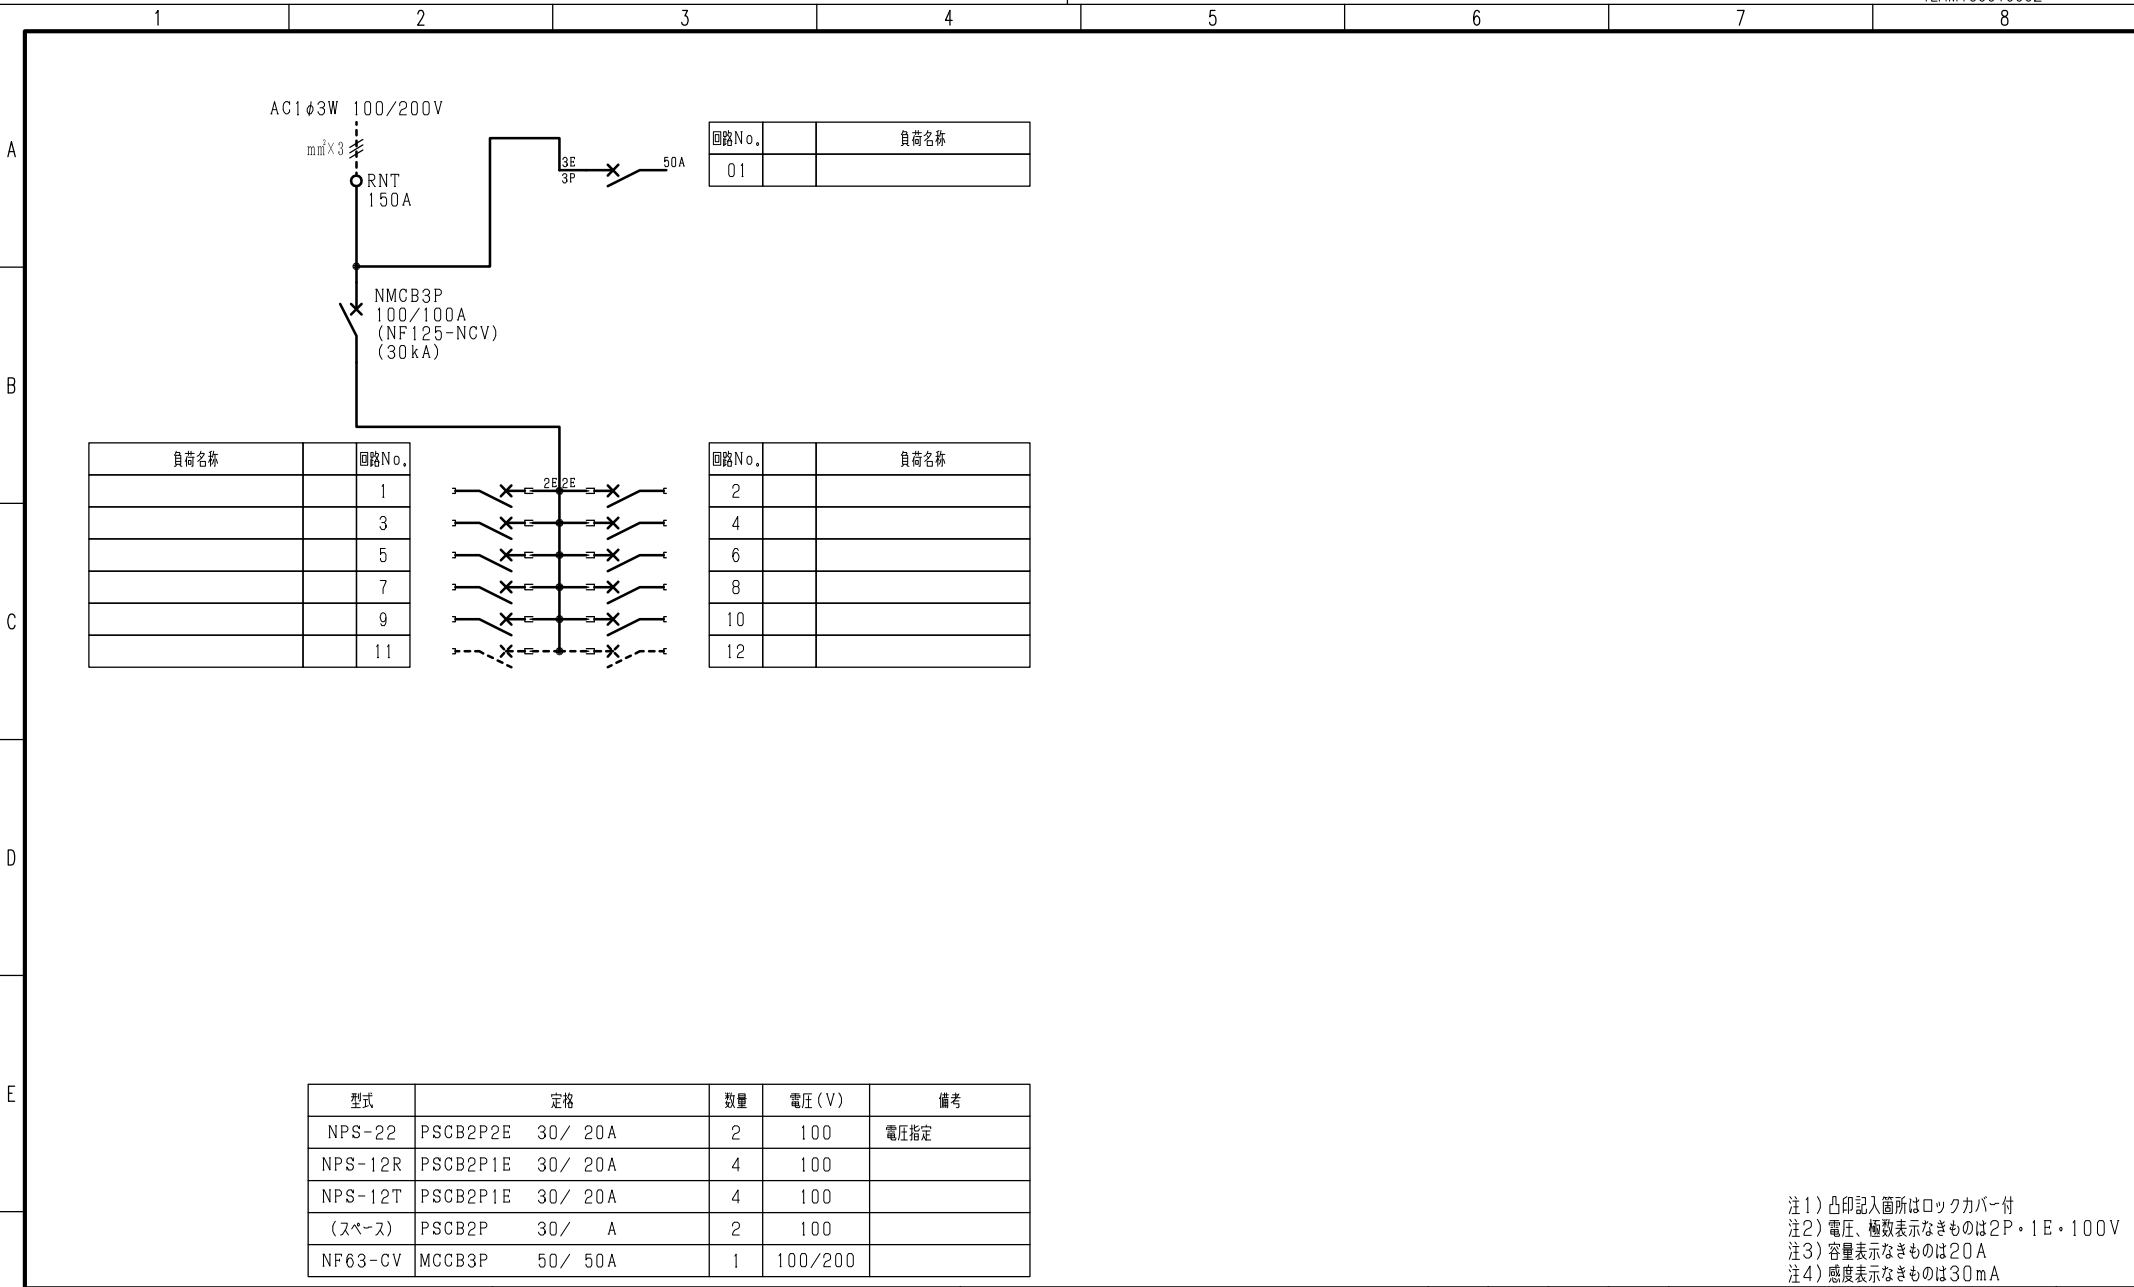 1 2 3 4 5 6 7 8
A
AC1φ3W 100/200V
mm²×3
RNT
150A
3E
3P
50A
回路No. 負荷名称
01
NMCB3P
100/100A
(NF125-NCV)
(30kA)
B
負荷名称 回路No.
1
3
5
7
9
11
2E 2E
回路No. 負荷名称
2
4
6
8
10
12
C
D
E
型式 定格 数量 電圧(V) 備考
NPS-22 PSCB2P2E 30/ 20A 2 100 電圧指定
NPS-12R PSCB2P1E 30/ 20A 4 100
NPS-12T PSCB2P1E 30/ 20A 4 100
(スペース) PSCB2P 30/ A 2 100
NF63-CV MCCB3P 50/ 50A 1 100/200
注1)凸印記入箇所はロックカバー付
注2)電圧、極数表示なきものは2P・1E・100V
注3)容量表示なきものは20A
注4)感度表示なきものは30mA